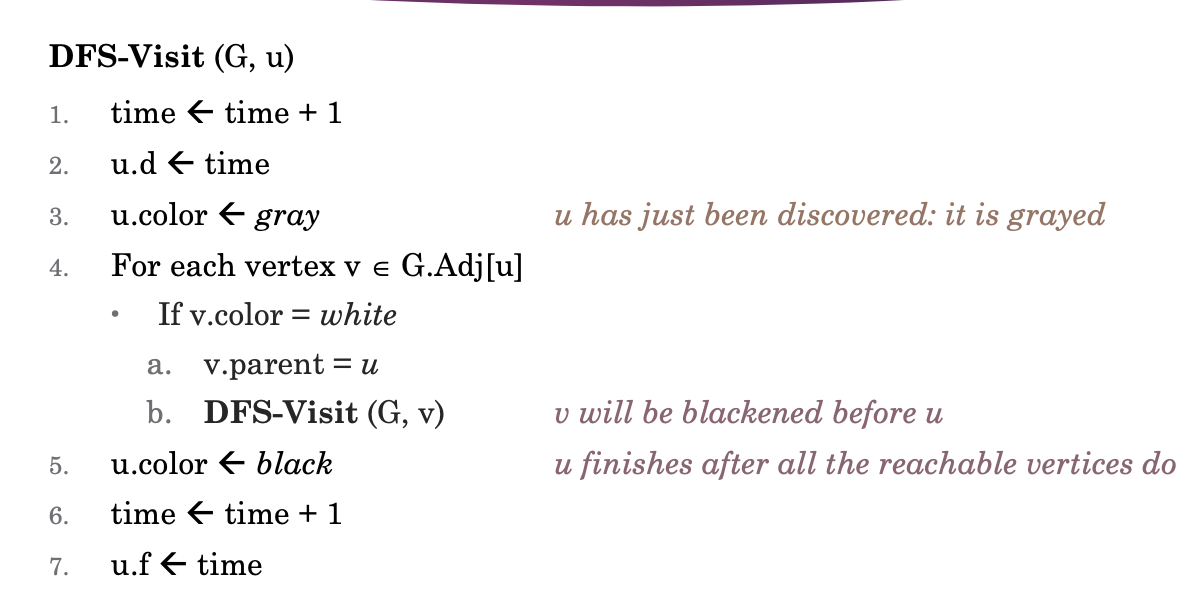 DFS-Visit (G, u)
1. time ← time + 1
2. u.d ← time
3. u.color ← gray u has just been discovered: it is grayed
4. For each vertex v ∈ G.Adj[u]
• If v.color = white
a. v.parent = u
b. DFS-Visit (G, v) v will be blackened before u
5. u.color ← black u finishes after all the reachable vertices do
6. time ← time + 1
7. u.f ← time